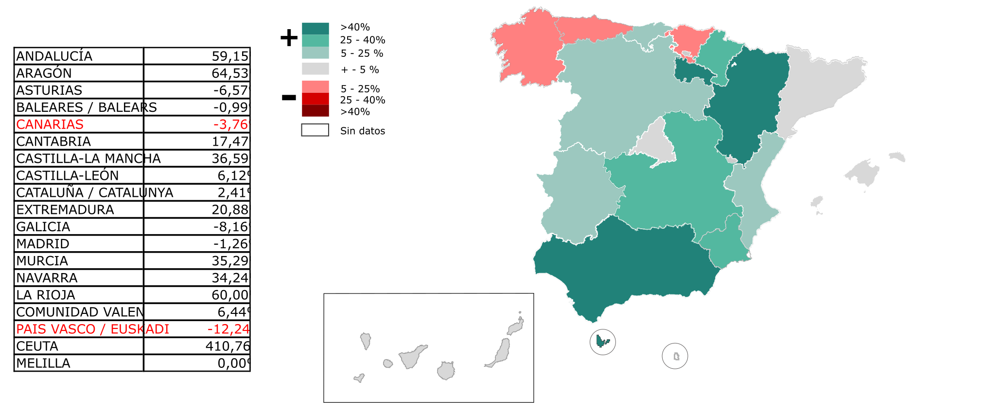 ANDALUCÍA 59,15
ARAGÓN 64,53
ASTURIAS -6,57
BALEARES / BALEARS -0,99
CANARIAS -3,76
CANTABRIA 17,47
CASTILLA-LA MANCHA 36,59
CASTILLA-LEÓN 6,12
CATALUÑA / CATALUNYA 2,41
EXTREMADURA 20,88
GALICIA -8,16
MADRID -1,26
MURCIA 35,29
NAVARRA 34,24
LA RIOJA 60,00
COMUNIDAD VALEN 6,44
PAIS VASCO / EUSKADI -12,24
CEUTA 410,76
MELILLA 0,00
+
>40%
25 - 40%
5 - 25 %
+ - 5 %
-
5 - 25%
25 - 40%
>40%
Sin datos